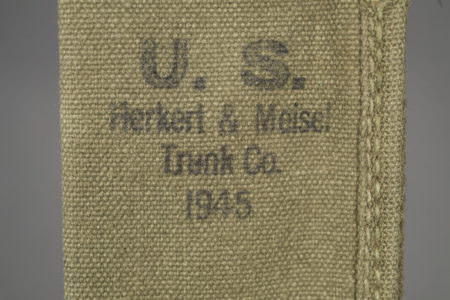 U. S.
Herkert & Meisel
Trunk Co.
1945